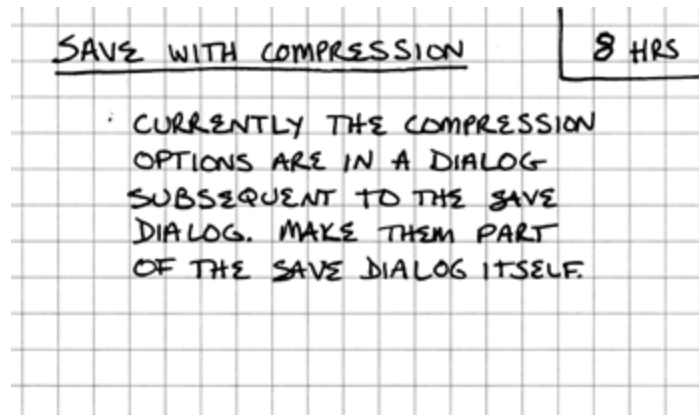 SAVE WITH COMPRESSION
8 HRS
CURRENTLY THE COMPRESSION
OPTIONS ARE IN A DIALOG
SUBSEQUENT TO THE SAVE
DIALOG. MAKE THEM PART
OF THE SAVE DIALOG ITSELF.